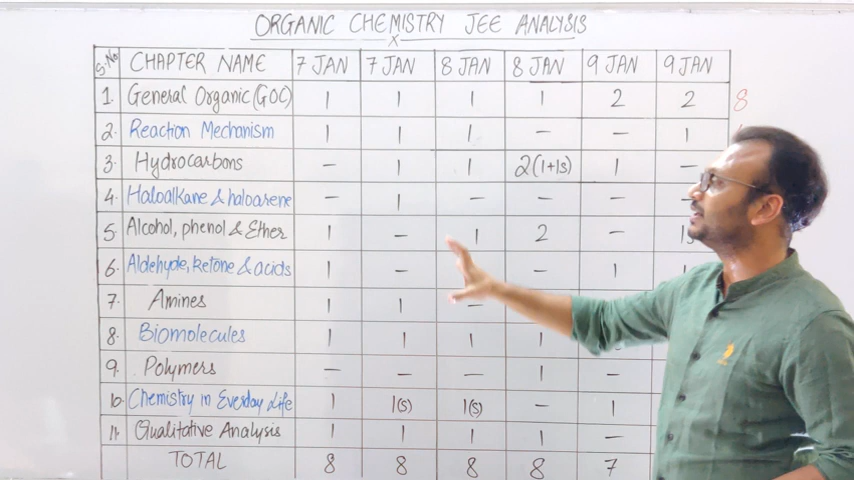 ORGANIC CHEMISTRY JEE ANALYSIS
x
S.No CHAPTER NAME 7 JAN 7 JAN 8 JAN 8 JAN 9 JAN 9 JAN
1. General Organic (GOC) 1 1 1 1 2 2 8
2. Reaction Mechanism 1 1 1 - - 1
3. Hydrocarbons - 1 1 2(1+1s) 1 -
4. Haloalkane & haloarene - 1 - - - -
5. Alcohol, phenol & Ether 1 - 1 2 - 1s
6. Aldehyde, ketone & acids 1 - - 1 1
7. Amines 1 1 -
8. Biomolecules 1 1 1 1
9. Polymers - - - 1 -
10. Chemistry in Everday Life 1 1(s) 1(s) - 1
11. Qualitative Analysis 1 1 1 1 -
TOTAL 8 8 8 8 7